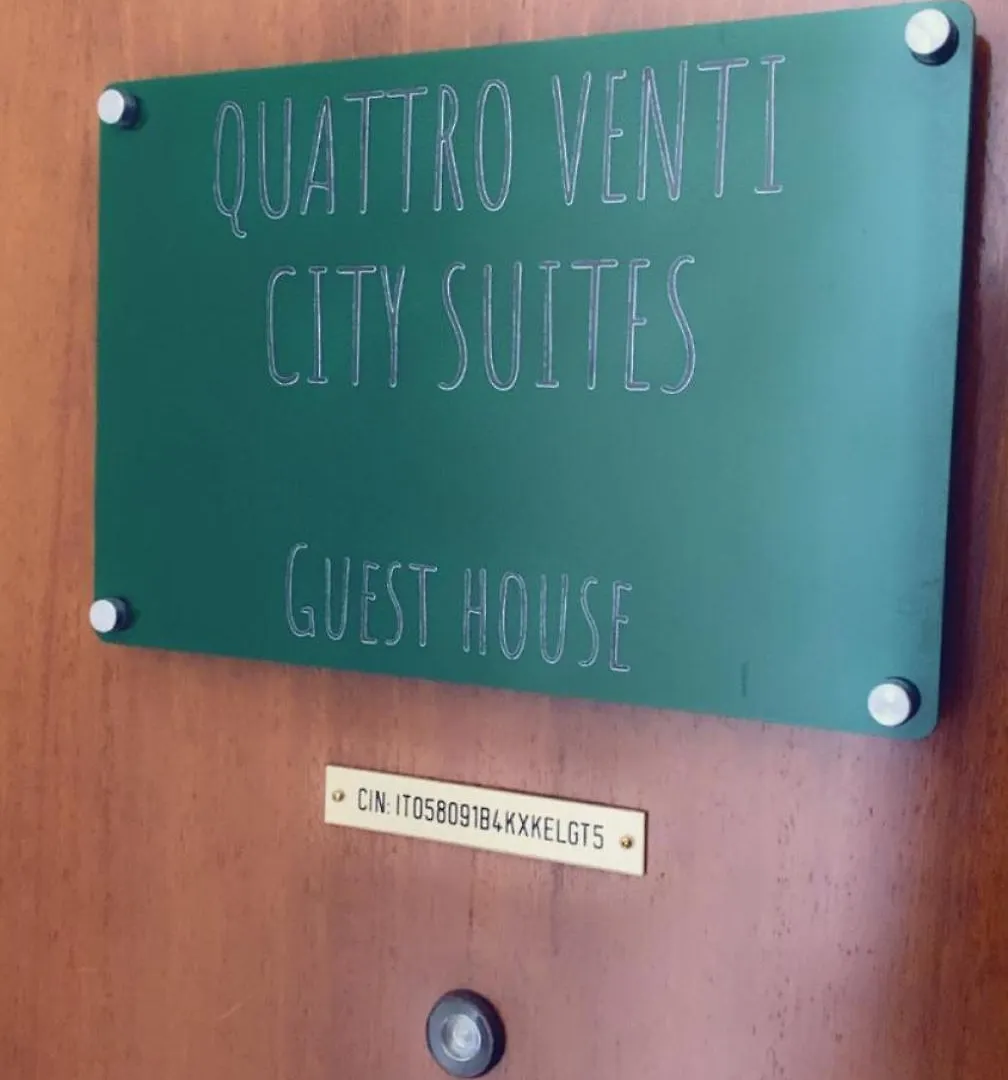 QUATTRO VENTI
CITY SUITES
GUEST HOUSE
CIN: IT058091B4KXKELGT5